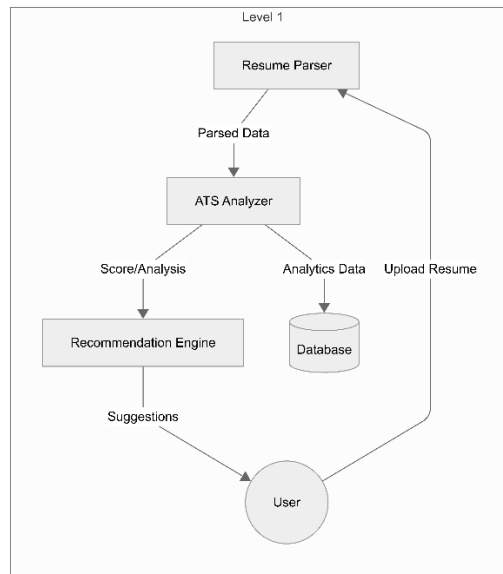 Level 1
Resume Parser
Parsed Data
ATS Analyzer
Score/Analysis
Analytics Data
Upload Resume
Recommendation Engine
Database
Suggestions
User